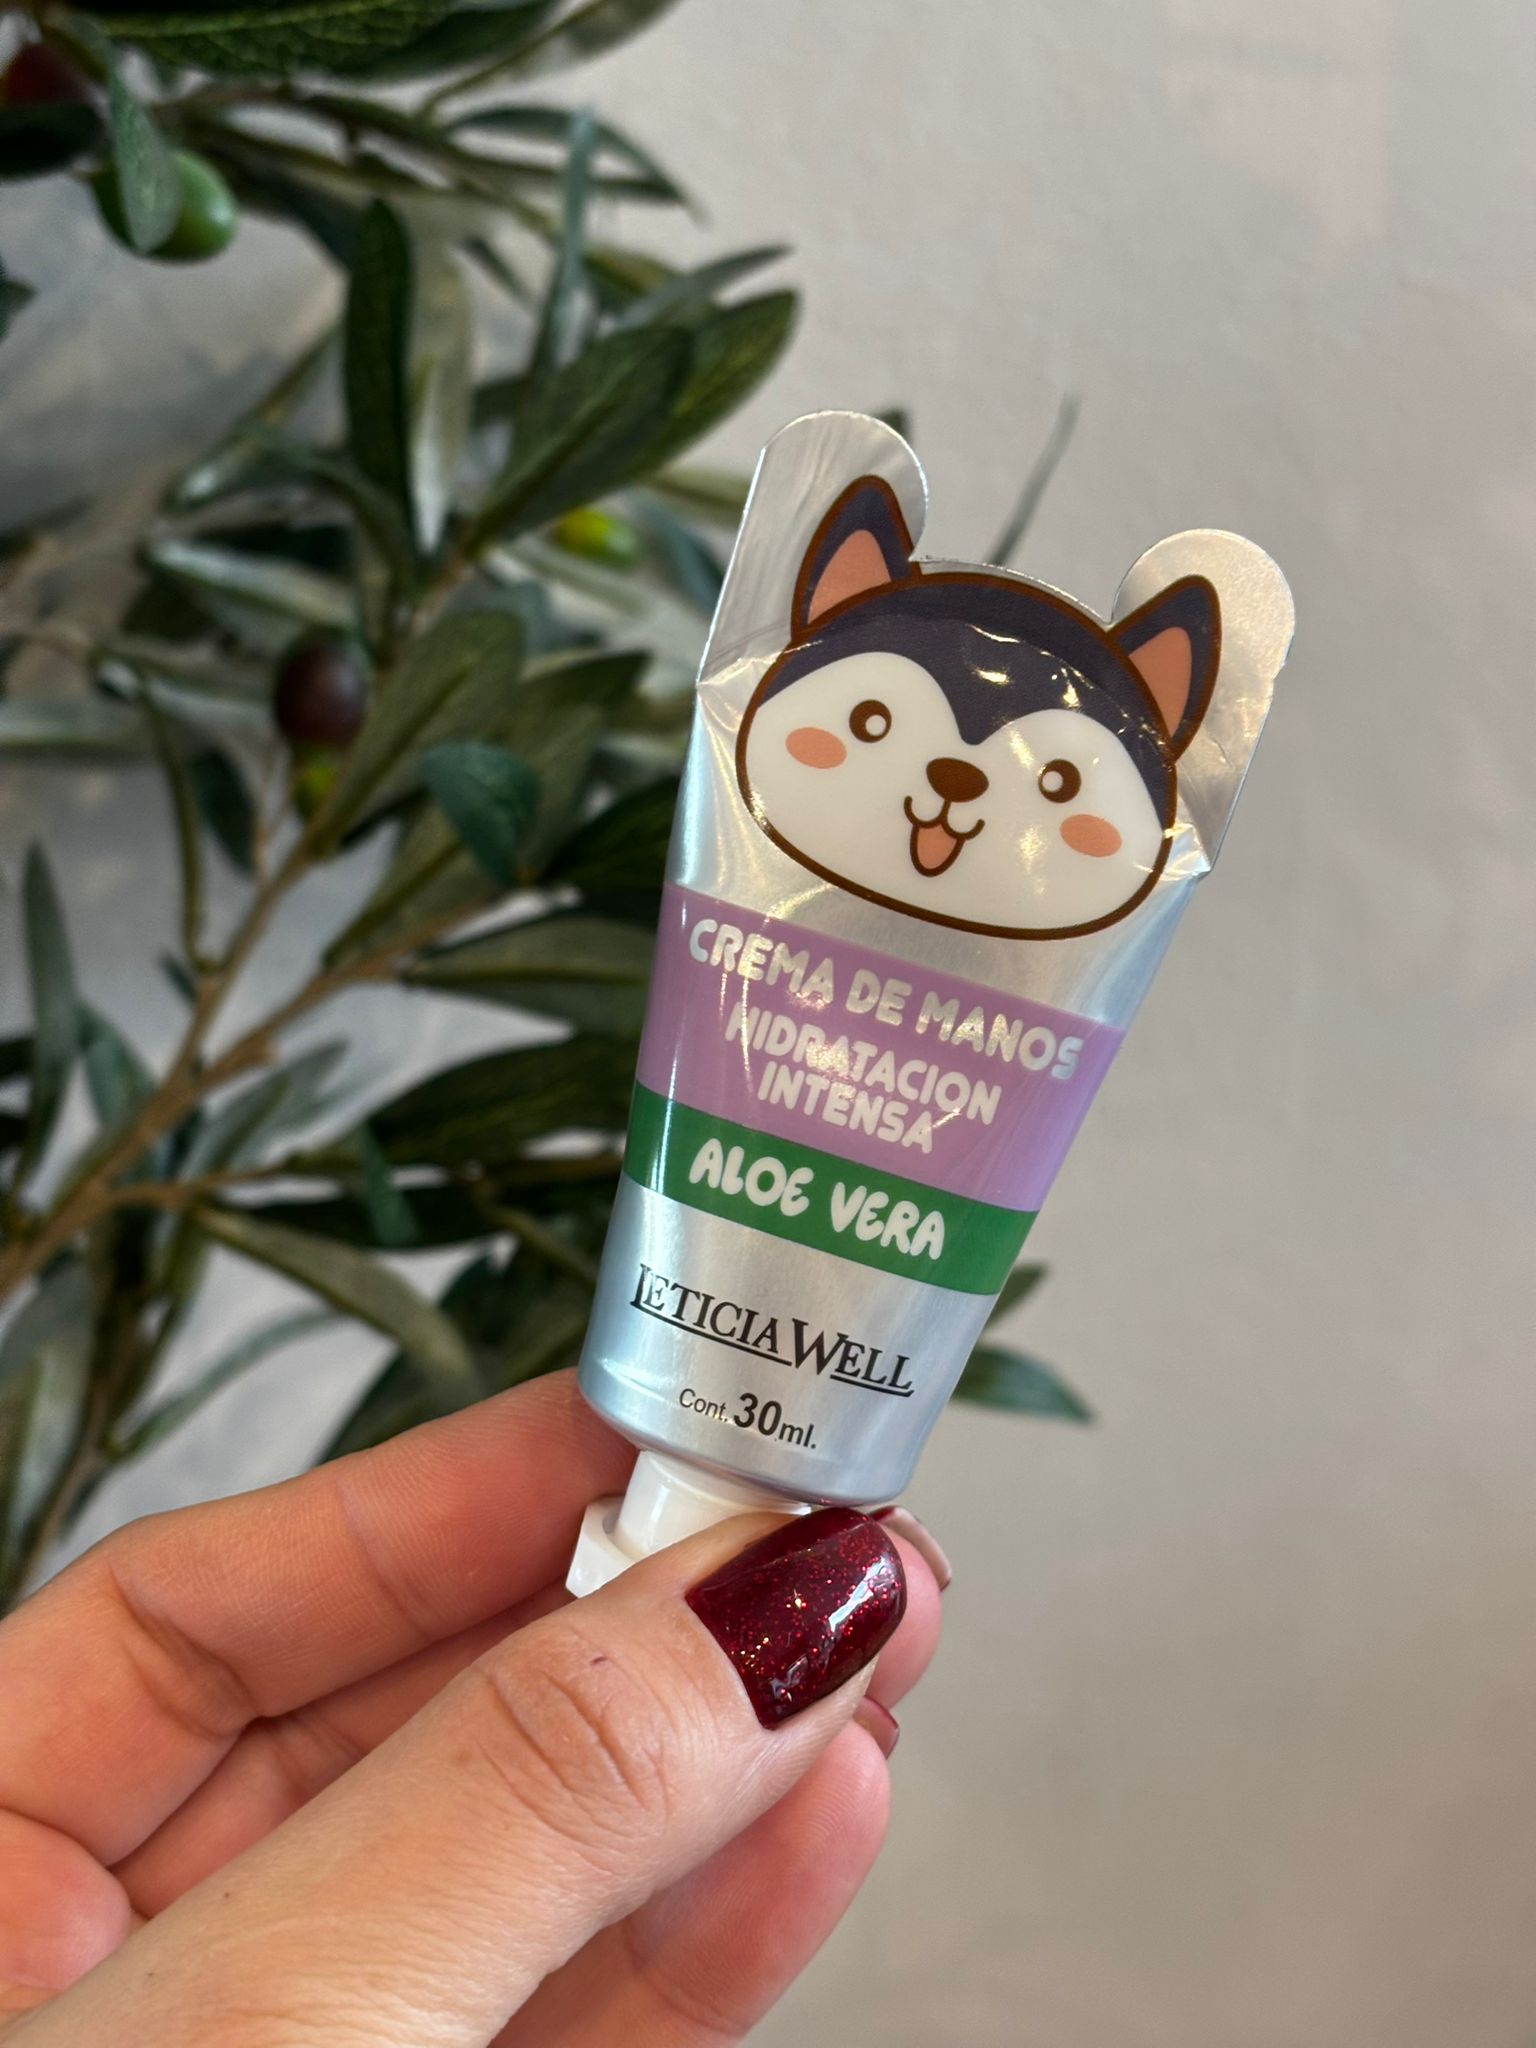 CREMA DE MANOS
HIDRATACION
INTENSA
ALOE VERA
LETICIA WELL
Cont. 30ml.